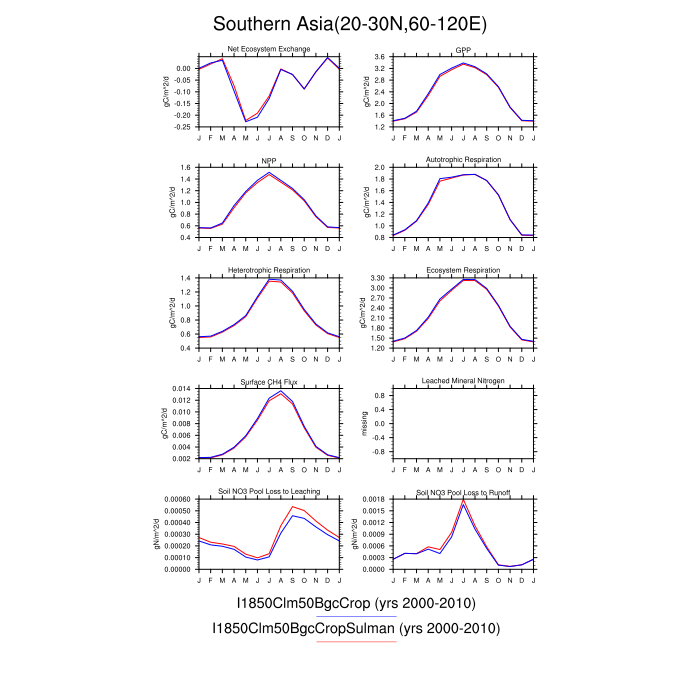 Southern Asia(20-30N,60-120E)
Net Ecosystem Exchange
gC/m^2/d
0.00
-0.05
-0.10
-0.15
-0.20
-0.25
J F M A M J J A S O N D J
GPP
gC/m^2/d
3.6
3.2
2.8
2.4
2.0
1.6
1.2
J F M A M J J A S O N D J
NPP
gC/m^2/d
1.6
1.4
1.2
1.0
0.8
0.6
0.4
J F M A M J J A S O N D J
Autotrophic Respiration
gC/m^2/d
2.0
1.8
1.6
1.4
1.2
1.0
0.8
J F M A M J J A S O N D J
Heterotrophic Respiration
gC/m^2/d
1.4
1.2
1.0
0.8
0.6
0.4
J F M A M J J A S O N D J
Ecosystem Respiration
gC/m^2/d
3.30
3.00
2.70
2.40
2.10
1.80
1.50
1.20
J F M A M J J A S O N D J
Surface CH4 Flux
gC/m^2/d
0.014
0.012
0.010
0.008
0.006
0.004
0.002
J F M A M J J A S O N D J
Leached Mineral Nitrogen
missing
0.8
0.4
0.0
-0.4
-0.8
J F M A M J J A S O N D J
Soil NO3 Pool Loss to Leaching
gN/m^2/d
0.00060
0.00050
0.00040
0.00030
0.00020
0.00010
0.00000
J F M A M J J A S O N D J
Soil NO3 Pool Loss to Runoff
gN/m^2/d
0.0018
0.0015
0.0012
0.0009
0.0006
0.0003
0.0000
J F M A M J J A S O N D J
I1850Clm50BgcCrop (yrs 2000-2010)
I1850Clm50BgcCropSulman (yrs 2000-2010)